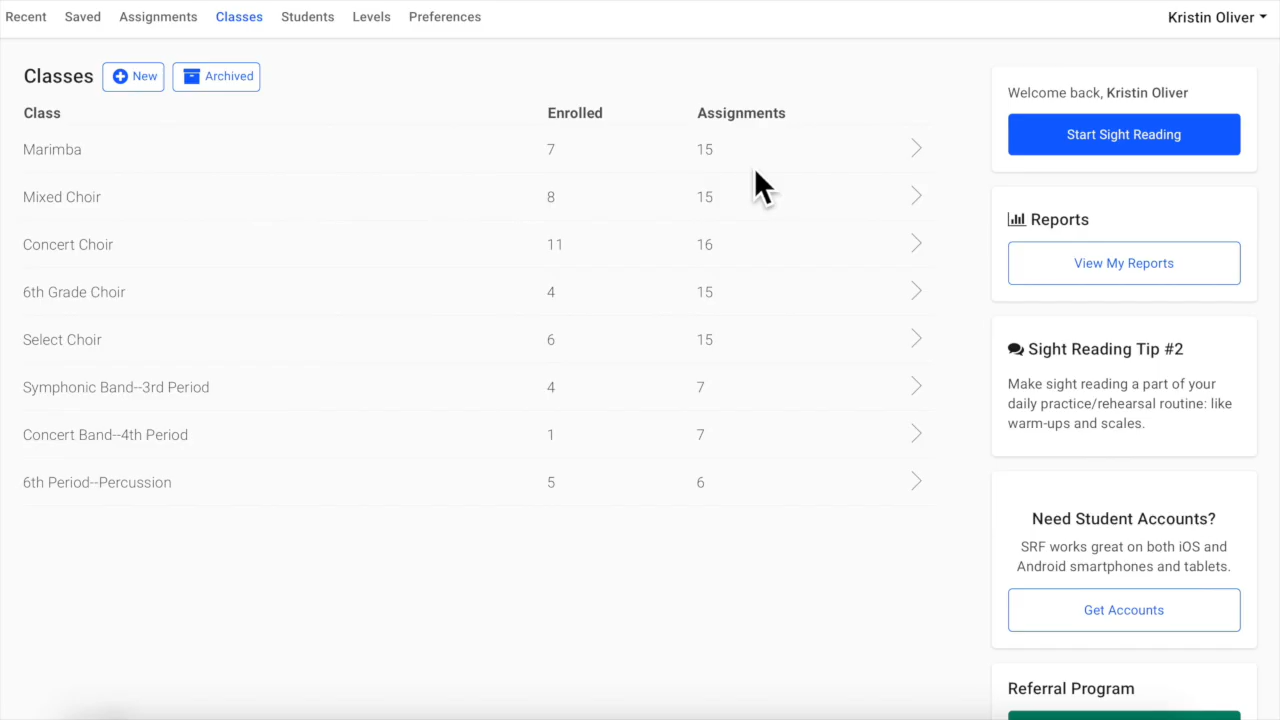 Recent Saved Assignments Classes Students Levels Preferences Kristin Oliver
Classes New Archived
Class Enrolled Assignments
Marimba 7 15
Mixed Choir 8 15
Concert Choir 11 16
6th Grade Choir 4 15
Select Choir 6 15
Symphonic Band--3rd Period 4 7
Concert Band--4th Period 1 7
6th Period--Percussion 5 6
Welcome back, Kristin Oliver
Start Sight Reading
Reports
View My Reports
Sight Reading Tip #2
Make sight reading a part of your
daily practice/rehearsal routine: like
warm-ups and scales.
Need Student Accounts?
SRF works great on both iOS and
Android smartphones and tablets.
Get Accounts
Referral Program